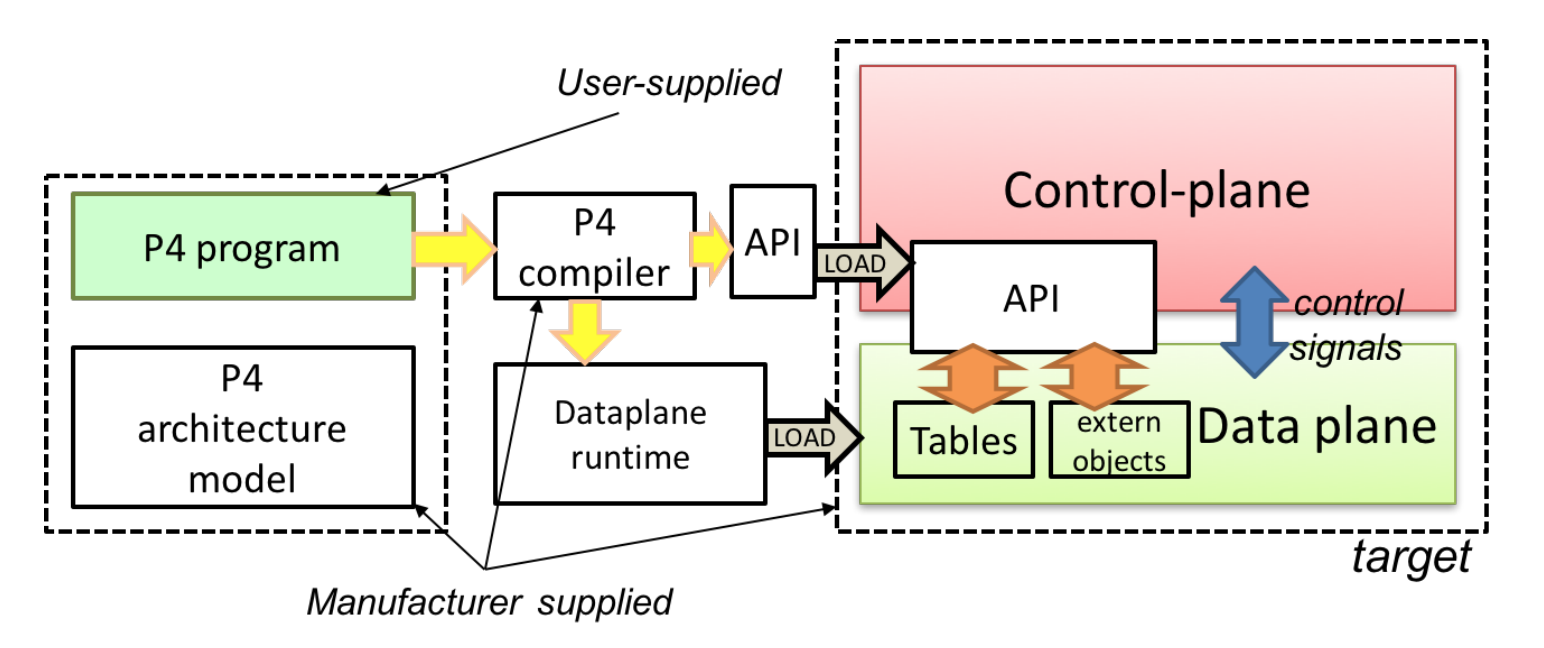 User-supplied
Control-plane
P4 program
P4
compiler
API
LOAD
API
control
signals
P4
architecture
model
Dataplane
runtime
LOAD
Tables
extern
objects
Data plane
target
Manufacturer supplied